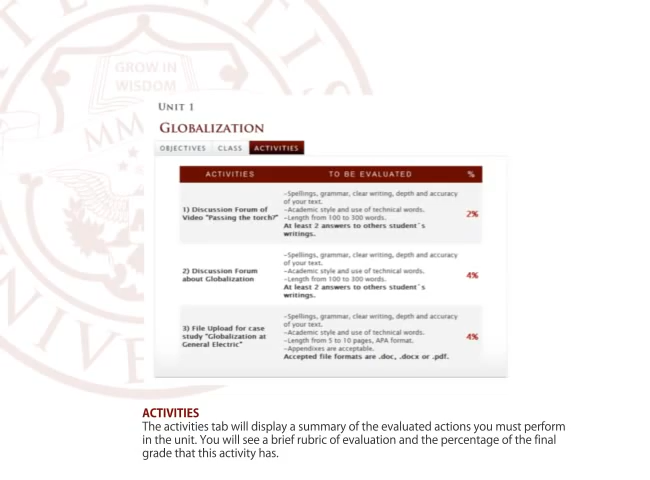 GROW IN
WISDOM
UNIT 1
GLOBALIZATION
OBJECTIVES CLASS ACTIVITIES
ACTIVITIES TO BE EVALUATED %
1) Discussion Forum of
Video "Passing the torch?"
-Spellings, grammar, clear writing, depth and accuracy
of your text.
-Academic style and use of technical words.
-Length from 100 to 300 words.
At least 2 answers to others student´s
writings.
2%
2) Discussion Forum
about Globalization
-Spellings, grammar, clear writing, depth and accuracy
of your text.
-Academic style and use of technical words.
-Length from 100 to 300 words.
At least 2 answers to others student´s
writings.
4%
3) File Upload for case
study "Globalization at
General Electric"
-Spellings, grammar, clear writing, depth and accuracy
of your text.
-Academic style and use of technical words.
-Length from 5 to 10 pages, APA format.
-Appendixes are acceptable.
Accepted file formats are .doc, .docx or .pdf.
4%
ACTIVITIES
The activities tab will display a summary of the evaluated actions you must perform
in the unit. You will see a brief rubric of evaluation and the percentage of the final
grade that this activity has.